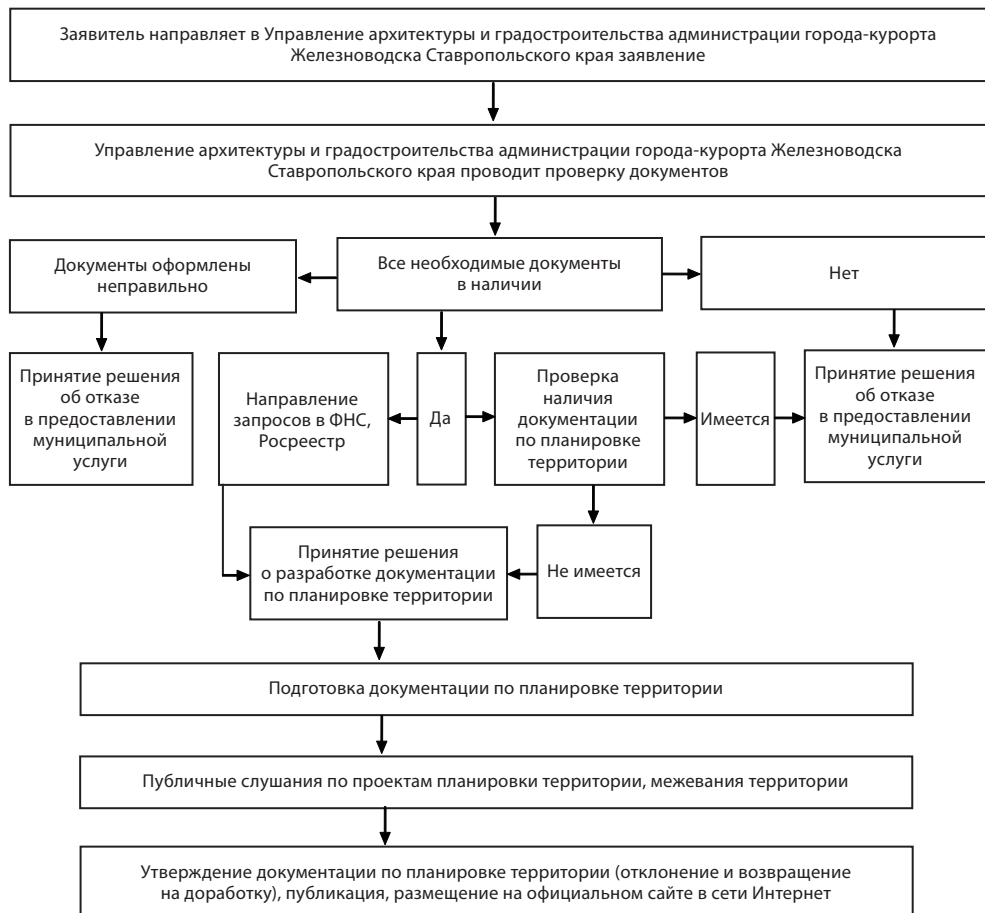 Заявитель направляет в Управление архитектуры и градостроительства администрации города-курорта
Железноводска Ставропольского края заявление
Управление архитектуры и градостроительства администрации города-курорта Железноводска
Ставропольского края проводит проверку документов
Документы оформлены
неправильно
Все необходимые документы
в наличии
Нет
Принятие решения
об отказе
в предоставлении
муниципальной
услуги
Направление
запросов в ФНС,
Росреестр
Да
Проверка
наличия
документации
по планировке
территории
Имеется
Принятие решения
об отказе
в предоставлении
муниципальной
услуги
Принятие решения
о разработке документации
по планировке территории
Не имеется
Подготовка документации по планировке территории
Публичные слушания по проектам планировки территории, межевания территории
Утверждение документации по планировке территории (отклонение и возвращение
на доработку), публикация, размещение на официальном сайте в сети Интернет